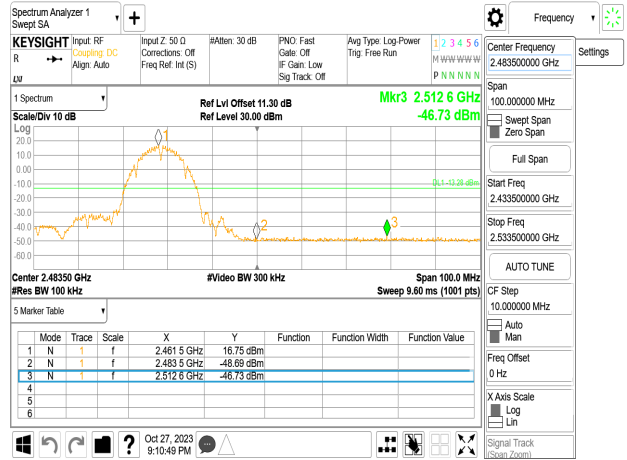 Spectrum Analyzer 1
Swept SA
Frequency
KEYSIGHT
R
Input: RF
Coupling: DC
Align: Auto
Input Z: 50 Ω
Corrections: Off
Freq Ref: Int (S)
#Atten: 30 dB
PNO: Fast
Gate: Off
IF Gain: Low
Sig Track: Off
Avg Type: Log-Power
Trig: Free Run
1 2 3 4 5 6
M W W W W W
P N N N N N
1 Spectrum
Scale/Div 10 dB
Log
Ref Lvl Offset 11.30 dB
Ref Level 30.00 dBm
Mkr3 2.512 6 GHz
-46.73 dBm
20.0
10.0
0.00
-10.0
-20.0
-30.0
-40.0
-50.0
-60.0
1
2
3
DL1 -13.28 dBm
Center 2.48350 GHz
#Res BW 100 kHz
#Video BW 300 kHz
Span 100.0 MHz
Sweep 9.60 ms (1001 pts)
5 Marker Table
Mode Trace Scale X Y Function Function Width Function Value
1 N 1 f 2.461 5 GHz 16.75 dBm
2 N 1 f 2.483 5 GHz -48.69 dBm
3 N 1 f 2.512 6 GHz -46.73 dBm
4
5
6
?
Oct 27, 2023
9:10:49 PM
Center Frequency
2.483500000 GHz
Settings
Span
100.000000 MHz
Swept Span
Zero Span
Full Span
Start Freq
2.433500000 GHz
Stop Freq
2.533500000 GHz
AUTO TUNE
CF Step
10.000000 MHz
Auto
Man
Freq Offset
0 Hz
X Axis Scale
Log
Lin
Signal Track
(Span Zoom)